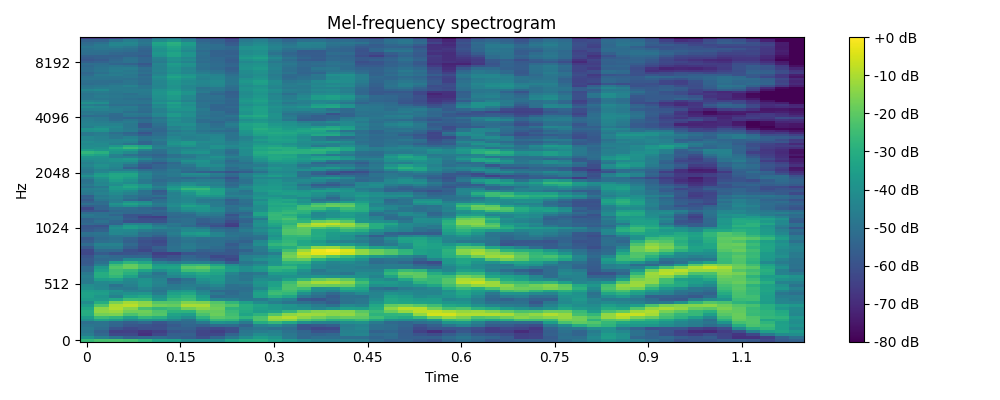 Mel-frequency spectrogram
Hz
8192
4096
2048
1024
512
0
0 0.15 0.3 0.45 0.6 0.75 0.9 1.1
Time
+0 dB
-10 dB
-20 dB
-30 dB
-40 dB
-50 dB
-60 dB
-70 dB
-80 dB